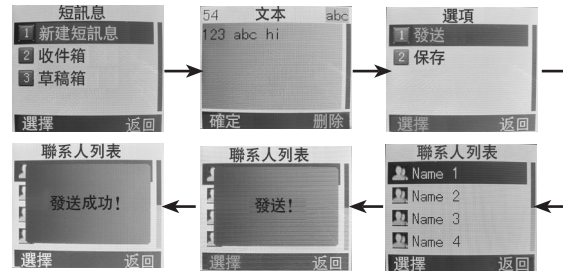 短訊息
1 新建短訊息
2 收件箱
3 草稿箱
選擇 返回
54 文本 abc
123 abc hi
確定 刪除
選項
1 發送
2 保存
選擇 返回
聯系人列表
Name 1
Name 2
Name 3
Name 4
選擇 返回
聯系人列表
發送!
選擇 返回
聯系人列表
發送成功!
選擇 返回